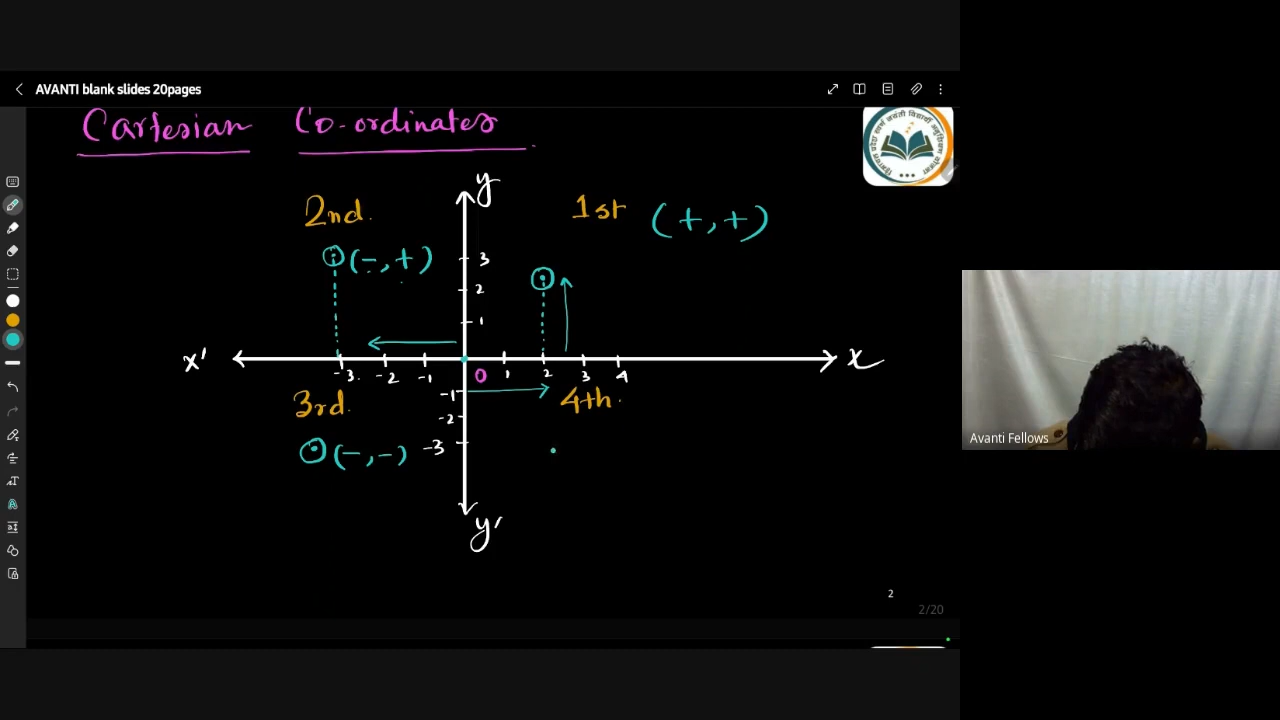 AVANTI blank slides 20pages
Cartesian Co-ordinates
y
2nd.
1st (+,+)
(-,+)
3
2
1
x'
x
-3. -2 -1 0 1 2 3 4
-1
3rd.
4th.
-2
(-,-)
-3
y'
Avanti Fellows
2
2/20